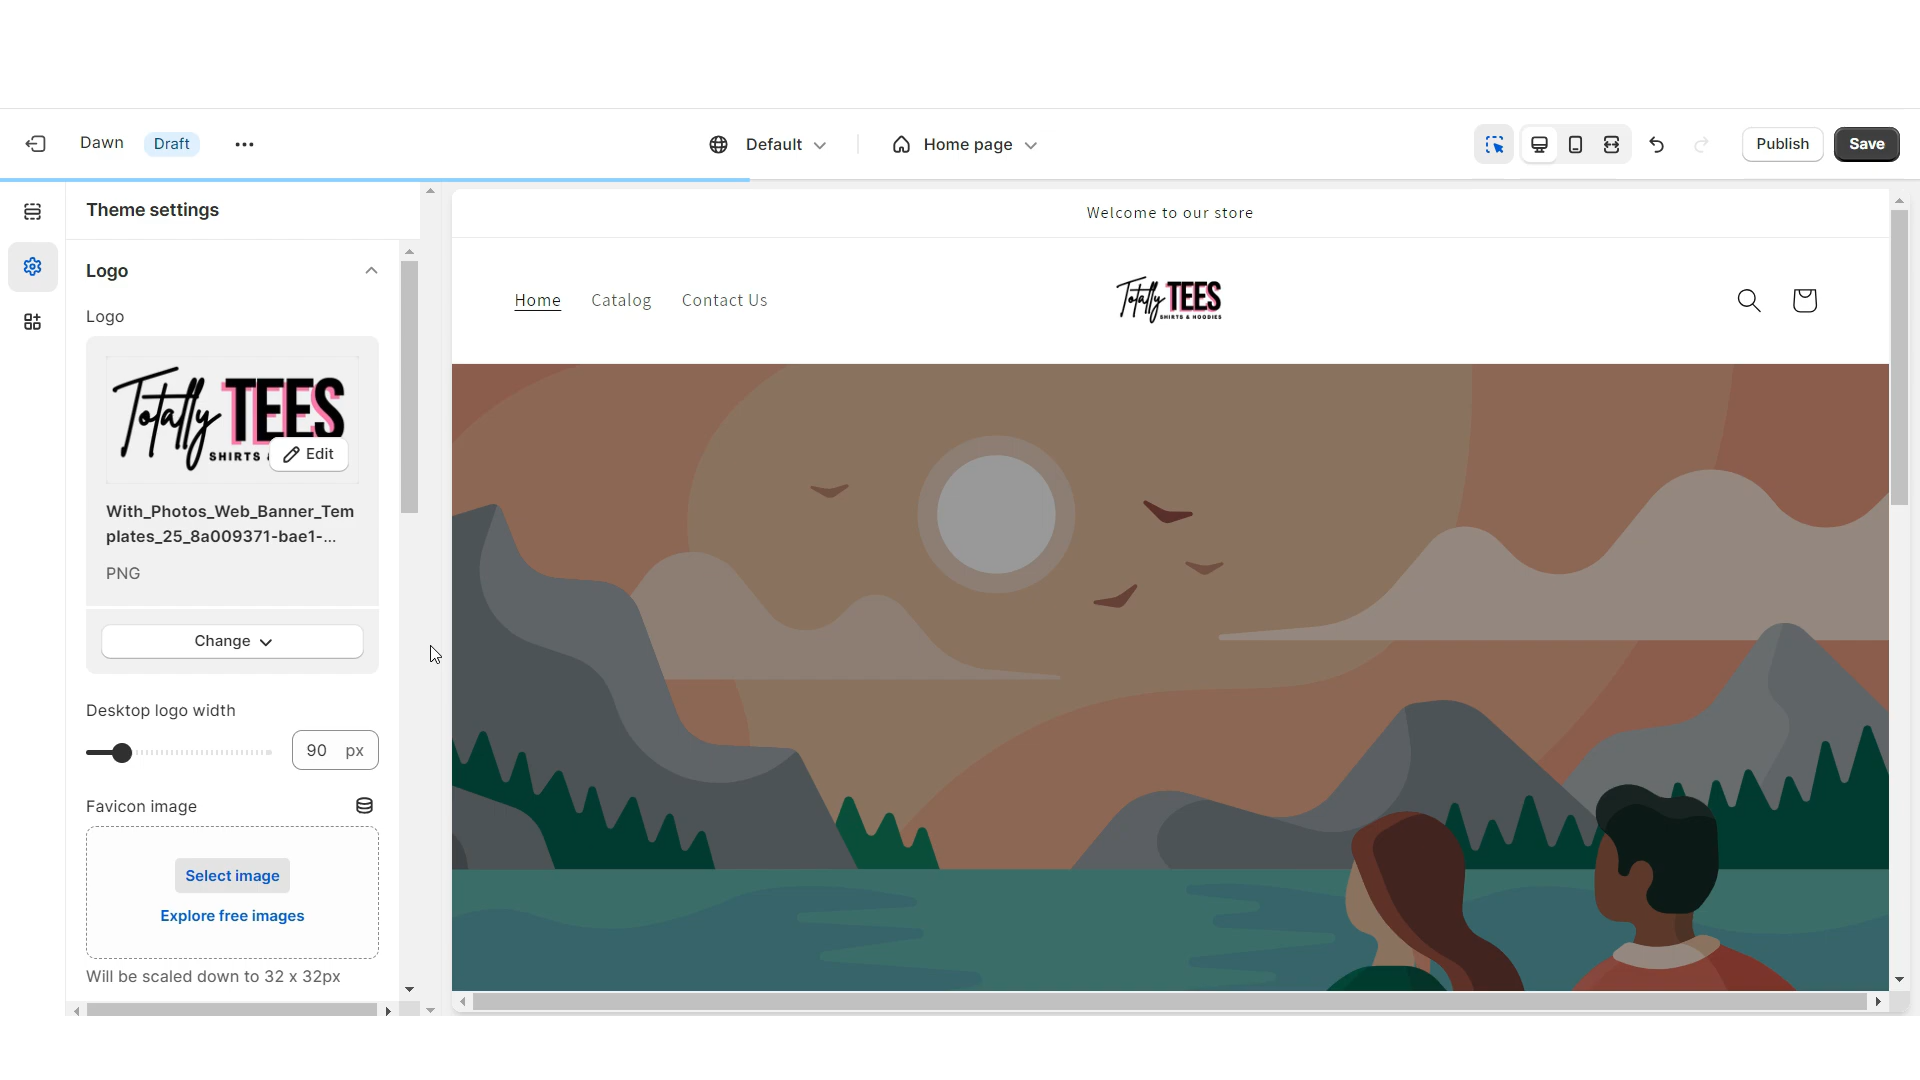 Dawn
Draft
Default
Home page
Publish
Save
Theme settings
Logo
Logo
Totally TEES
SHIRTS
Edit
With_Photos_Web_Banner_Tem
plates_25_8a009371-bae1-...
PNG
Change
Desktop logo width
90 px
Favicon image
Select image
Explore free images
Will be scaled down to 32 x 32px
Welcome to our store
Home
Catalog
Contact Us
Totally TEES
SHIRTS & HOODIES